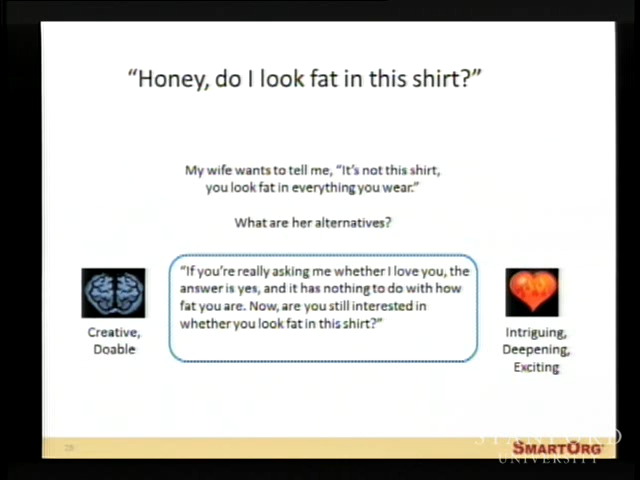 “Honey, do I look fat in this shirt?”
My wife wants to tell me, “It's not this shirt,
you look fat in everything you wear.”
What are her alternatives?
“If you're really asking me whether I love you, the
answer is yes, and it has nothing to do with how
fat you are. Now, are you still interested in
whether you look fat in this shirt?”
Creative,
Doable
Intriguing,
Deepening,
Exciting
STANFORD
UNIVERSITY
SMARTORG